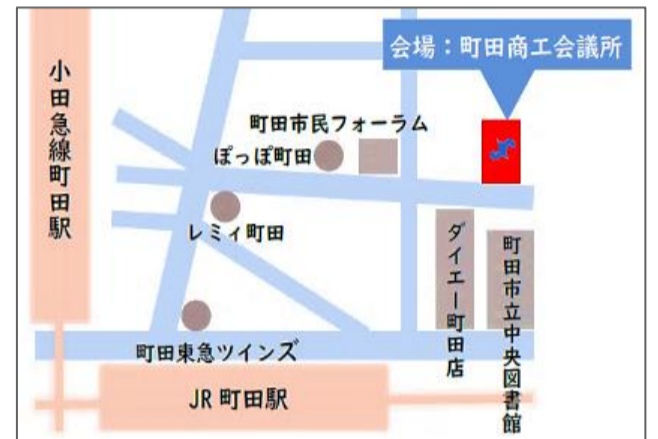 会場：町田商工会議所
小田急線町田駅
町田市民フォーラム
ぽっぽ町田
レミィ町田
ダイエー町田店
町田市立中央図書館
町田東急ツインズ
JR 町田駅